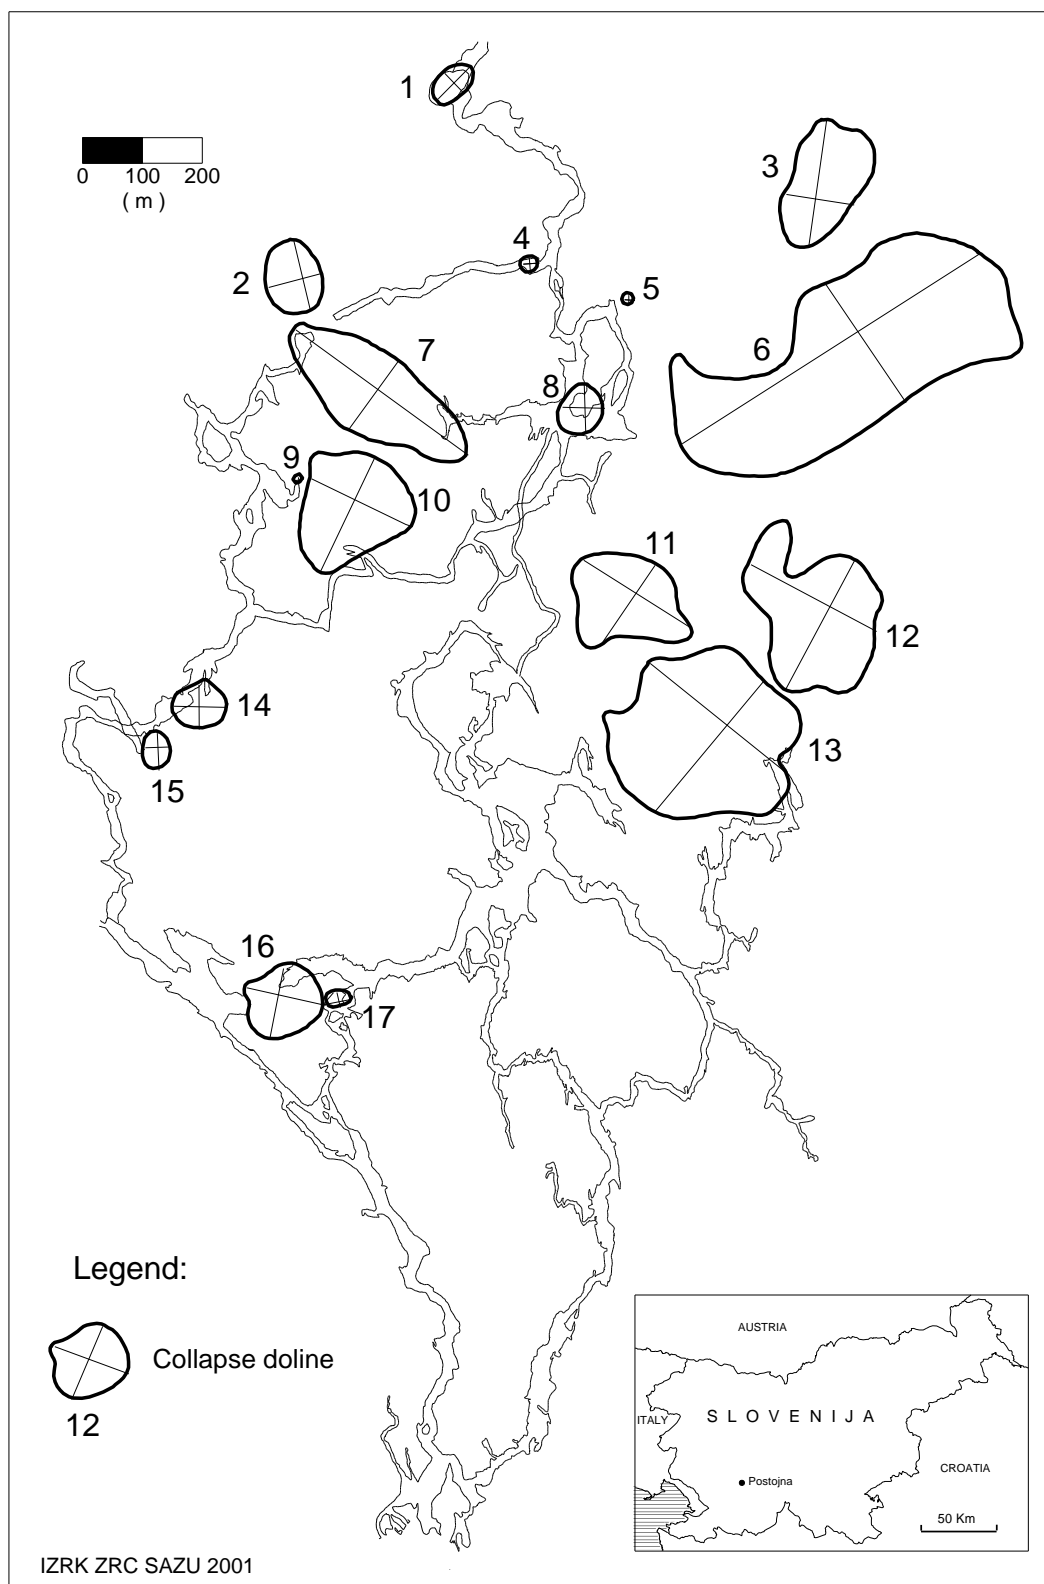 1
0 100 200
( m )
3
4
2
5
7
6
8
9
10
11
12
14
13
15
16
17
Legend:
Collapse doline
12
AUSTRIA
ITALY
SLOVENIJA
CROATIA
Postojna
50 Km
IZRK ZRC SAZU 2001